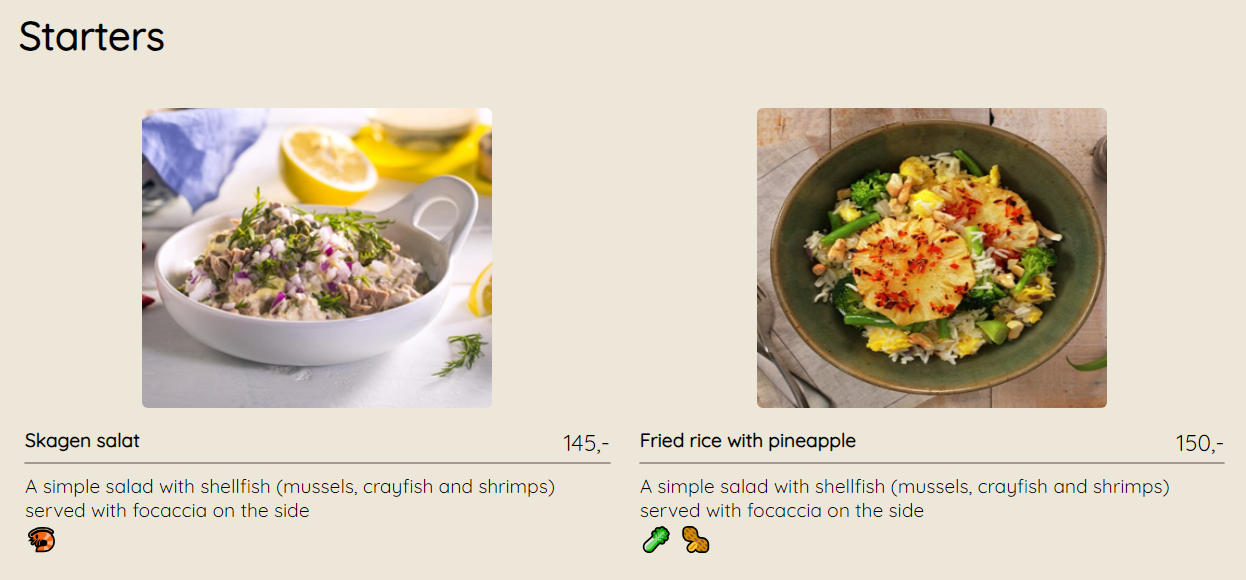 Starters
Skagen salat 145,-
A simple salad with shellfish (mussels, crayfish and shrimps)
served with focaccia on the side
Fried rice with pineapple 150,-
A simple salad with shellfish (mussels, crayfish and shrimps)
served with focaccia on the side